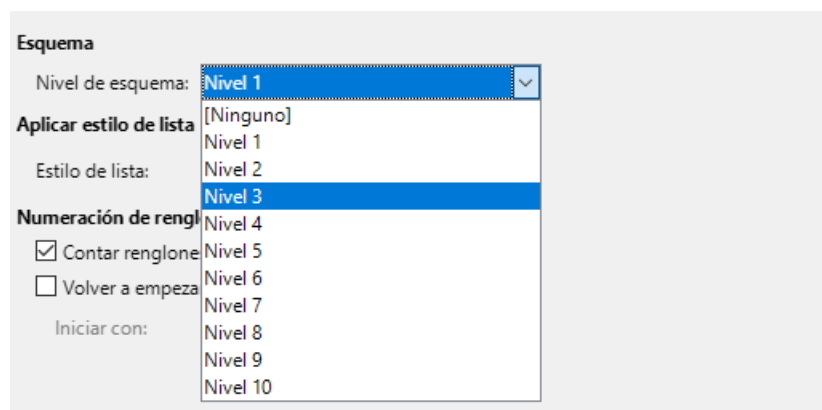 Esquema
Nivel de esquema: Nivel 1
[Ninguno]
Aplicar estilo de lista
Nivel 1
Nivel 2
Estilo de lista:
Nivel 3
Numeración de rengl
Nivel 4
Contar renglone
Nivel 5
Nivel 6
Volver a empeza
Nivel 7
Iniciar con:
Nivel 8
Nivel 9
Nivel 10